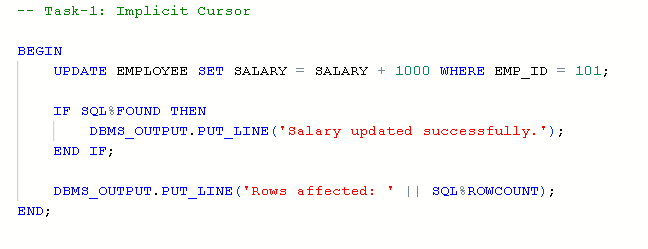 -- Task-1: Implicit Cursor
BEGIN
UPDATE EMPLOYEE SET SALARY = SALARY + 1000 WHERE EMP_ID = 101;
IF SQL%FOUND THEN
DBMS_OUTPUT.PUT_LINE('Salary updated successfully.');
END IF;
DBMS_OUTPUT.PUT_LINE('Rows affected: ' || SQL%ROWCOUNT);
END;